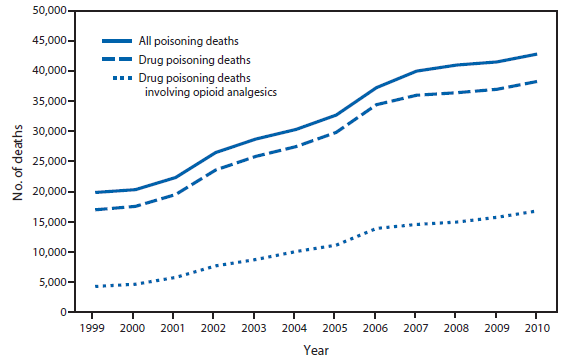 50,000
45,000
40,000
35,000
30,000
25,000
20,000
15,000
10,000
5,000
0
No. of deaths
All poisoning deaths
Drug poisoning deaths
Drug poisoning deaths
involving opioid analgesics
1999 2000 2001 2002 2003 2004 2005 2006 2007 2008 2009 2010
Year